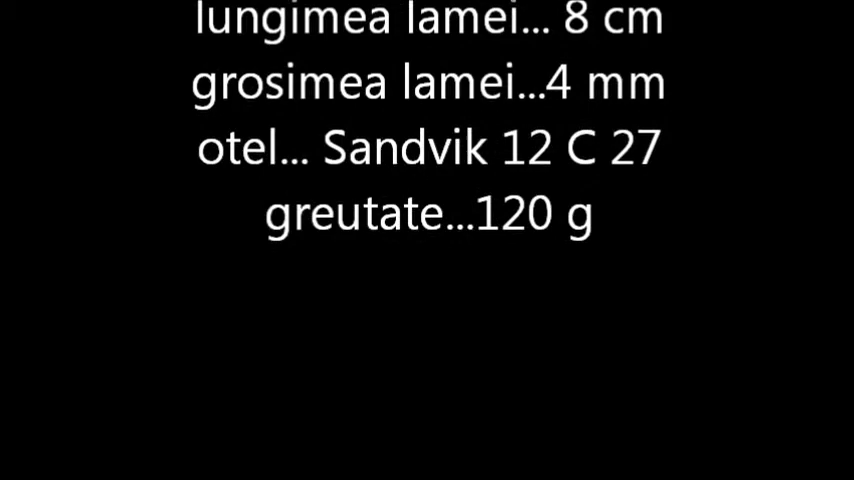 lungimea lamei... 8 cm
grosimea lamei...4 mm
otel... Sandvik 12 C 27
greutate...120 g